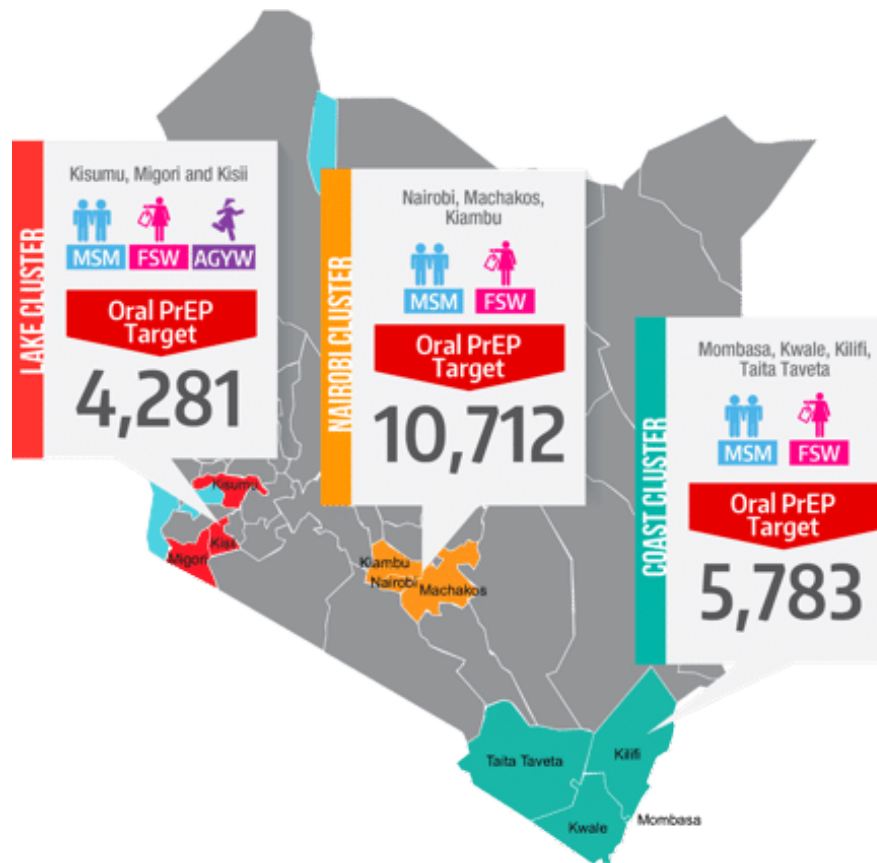 LAKE CLUSTER
Kisumu, Migori and Kisii
MSM FSW AGYW
Oral PrEP
Target
4,281
NAIROBI CLUSTER
Nairobi, Machakos,
Kiambu
MSM FSW
Oral PrEP
Target
10,712
COAST CLUSTER
Mombasa, Kwale, Kilifi,
Taita Taveta
MSM FSW
Oral PrEP
Target
5,783
Kisumu
Kisii
Migori
Kiambu
Nairobi
Machakos
Taita Taveta
Kilifi
Kwale
Mombasa